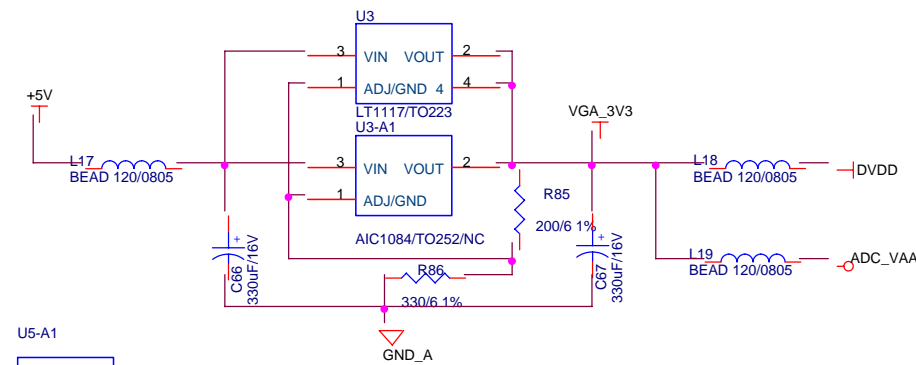 U3
3 VIN VOUT 2
1 ADJ/GND 4 4
LT1117/TO223
+5V
VGA_3V3
U3-A1
L17
BEAD 120/0805
3 VIN VOUT 2
1 ADJ/GND
AIC1084/TO252/NC
L18
BEAD 120/0805
DVDD
R85
200/6 1%
+
C66
330uF/16V
R86
330/6 1%
+
C67
330uF/16V
L19
BEAD 120/0805
ADC_VAA
GND_A
U5-A1